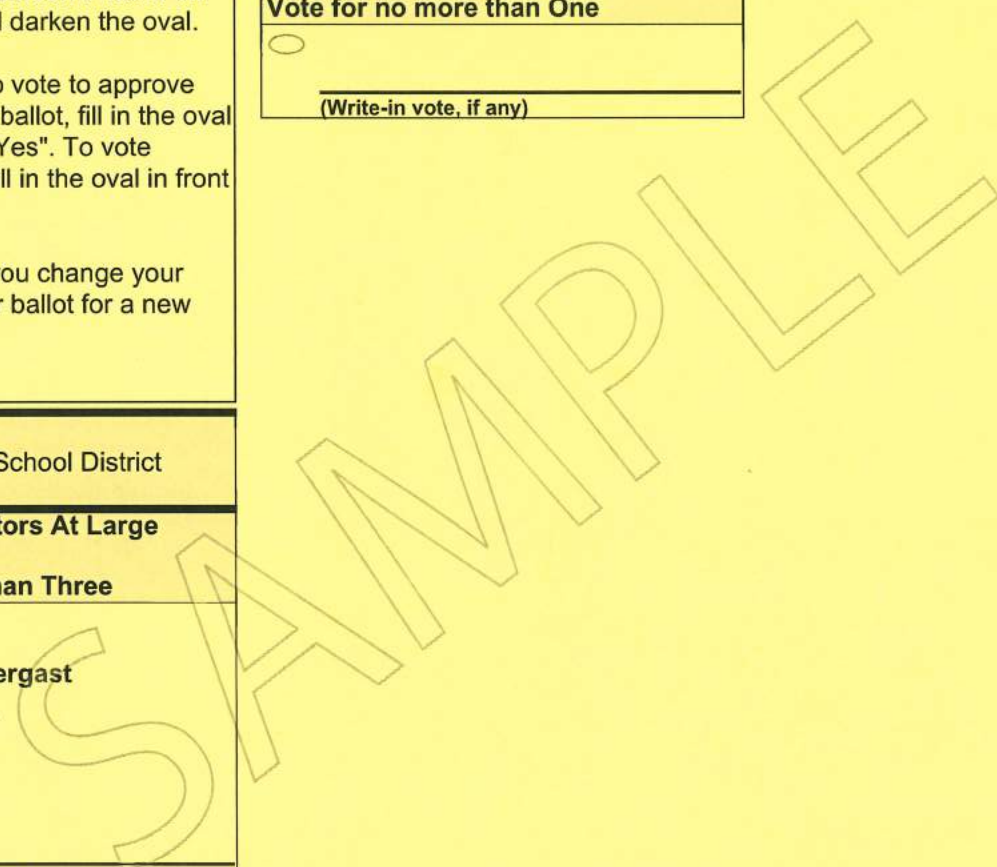 darken the oval.
vote to approve
ballot, fill in the oval
Yes". To vote
ll in the oval in front
ou change your
r ballot for a new
School District
tors At Large
an Three
ergast
Vote for no more than One
(Write-in vote, if any)
SAMPLE